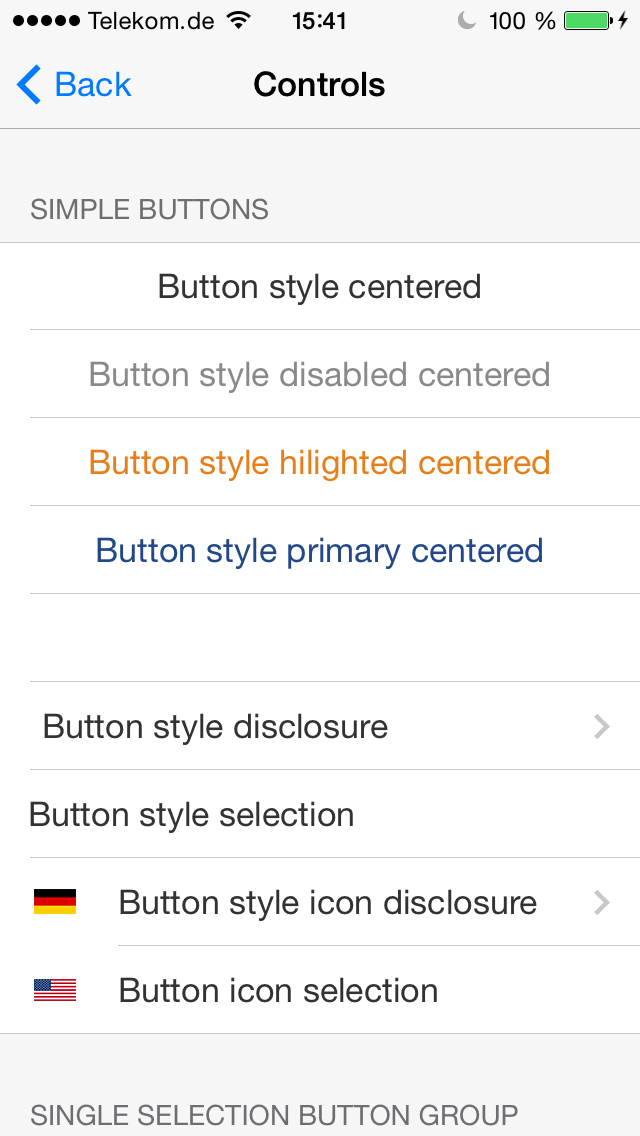 Telekom.de 15:41 100 %
Back Controls
SIMPLE BUTTONS
Button style centered
Button style disabled centered
Button style hilighted centered
Button style primary centered
Button style disclosure
Button style selection
Button style icon disclosure
Button icon selection
SINGLE SELECTION BUTTON GROUP